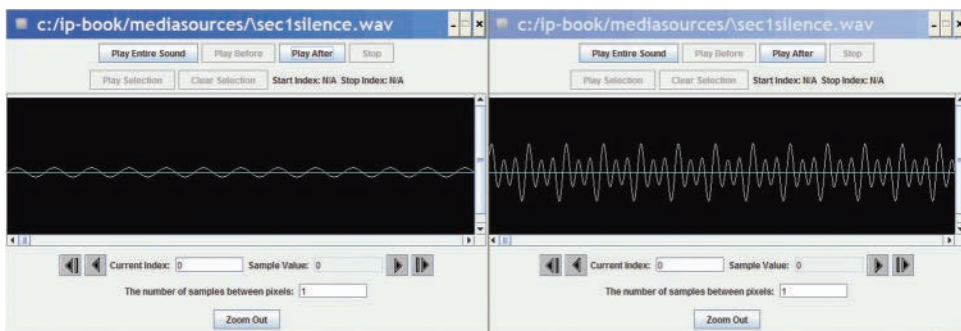 c:/ip-book/mediasources/\sec1silence.wav
Play Entire Sound Play Before Play After Stop
Play Selection Clear Selection Start Index: N/A Stop Index: N/A
Current Index: 0 Sample Value: 0
The number of samples between pixels: 1
Zoom Out
c:/ip-book/mediasources/\sec1silence.wav
Play Entire Sound Play Before Play After Stop
Play Selection Clear Selection Start Index: N/A Stop Index: N/A
Current Index: 0 Sample Value: 0
The number of samples between pixels: 1
Zoom Out